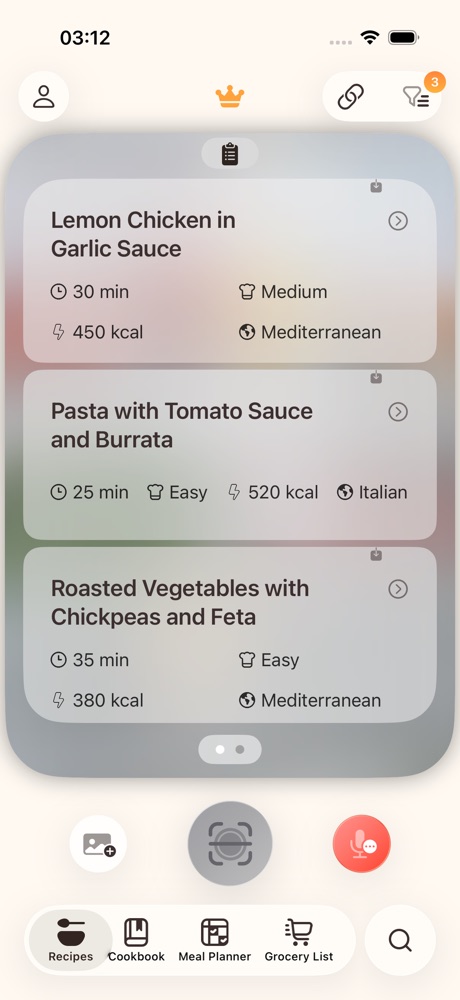 03:12
3
Lemon Chicken in
Garlic Sauce
30 min
Medium
450 kcal
Mediterranean
Pasta with Tomato Sauce
and Burrata
25 min Easy 520 kcal Italian
Roasted Vegetables with
Chickpeas and Feta
35 min
Easy
380 kcal
Mediterranean
Recipes Cookbook Meal Planner Grocery List